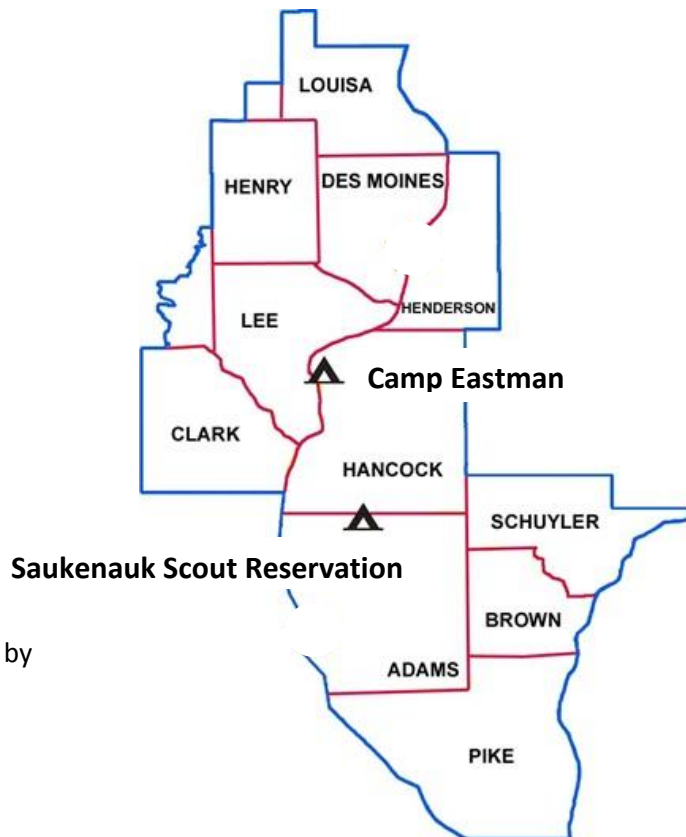 LOUISA
HENRY
DES MOINES
HENDERSON
LEE
Camp Eastman
CLARK
HANCOCK
SCHUYLER
Saukenauk Scout Reservation
BROWN
by
ADAMS
PIKE